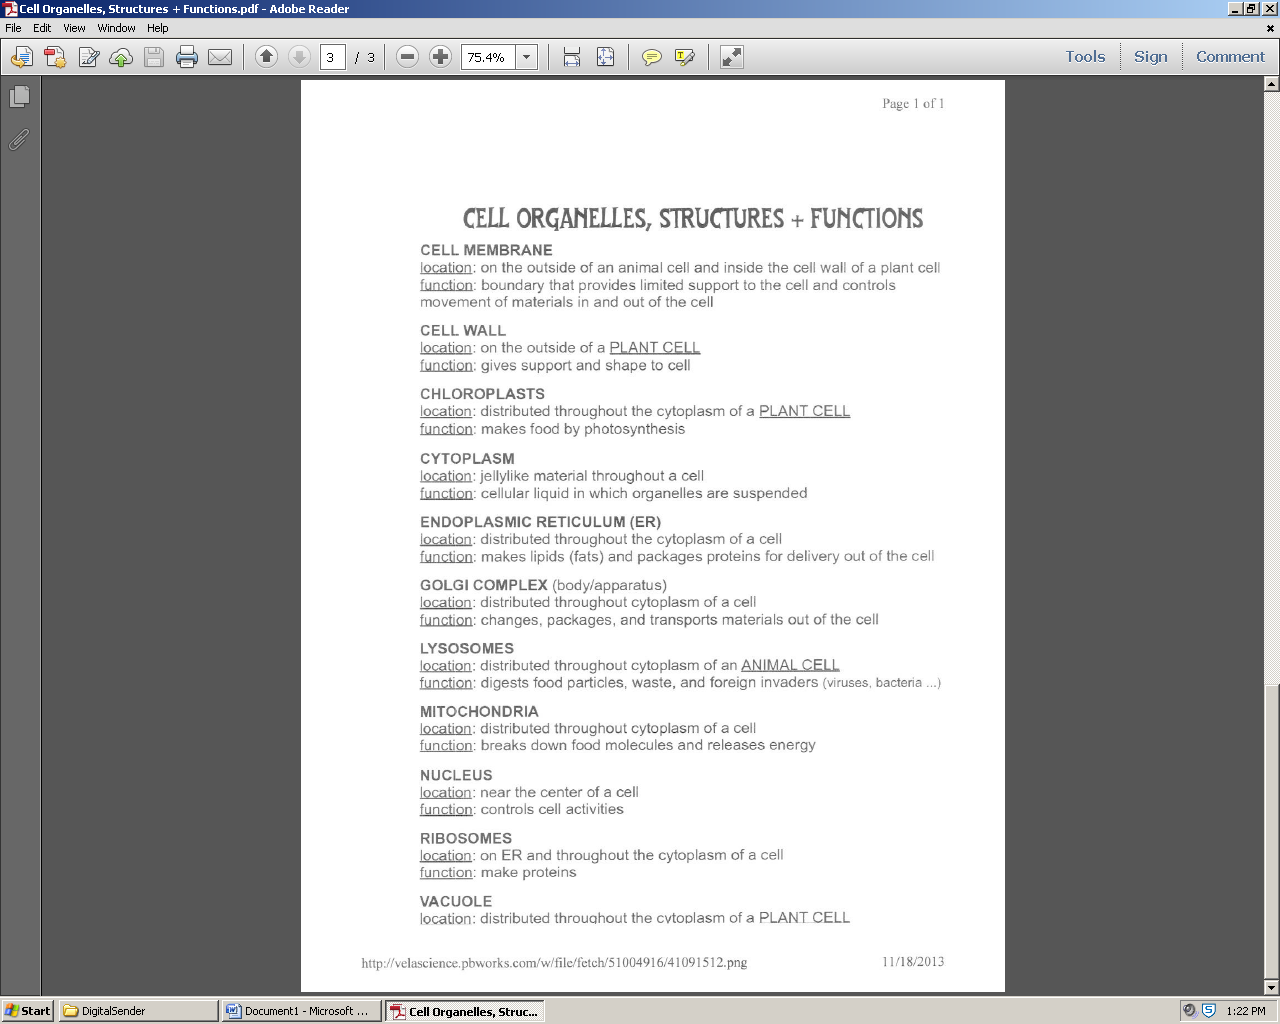 Cell Organelles, Structures + Functions.pdf - Adobe Reader
File Edit View Window Help
3 / 3 75.4% Tools Sign Comment
Page 1 of 1
CELL ORGANELLES, STRUCTURES + FUNCTIONS
CELL MEMBRANE
location: on the outside of an animal cell and inside the cell wall of a plant cell
function: boundary that provides limited support to the cell and controls
movement of materials in and out of the cell
CELL WALL
location: on the outside of a PLANT CELL
function: gives support and shape to cell
CHLOROPLASTS
location: distributed throughout the cytoplasm of a PLANT CELL
function: makes food by photosynthesis
CYTOPLASM
location: jellylike material throughout a cell
function: cellular liquid in which organelles are suspended
ENDOPLASMIC RETICULUM (ER)
location: distributed throughout the cytoplasm of a cell
function: makes lipids (fats) and packages proteins for delivery out of the cell
GOLGI COMPLEX (body/apparatus)
location: distributed throughout cytoplasm of a cell
function: changes, packages, and transports materials out of the cell
LYSOSOMES
location: distributed throughout cytoplasm of an ANIMAL CELL
function: digests food particles, waste, and foreign invaders (viruses, bacteria ...)
MITOCHONDRIA
location: distributed throughout cytoplasm of a cell
function: breaks down food molecules and releases energy
NUCLEUS
location: near the center of a cell
function: controls cell activities
RIBOSOMES
location: on ER and throughout the cytoplasm of a cell
function: make proteins
VACUOLE
location: distributed throughout the cytoplasm of a PLANT CELL
http://velascience.pbworks.com/w/file/fetch/51004916/41091512.png 11/18/2013
Start DigitalSender Document1 - Microsoft ... Cell Organelles, Struc... 1:22 PM